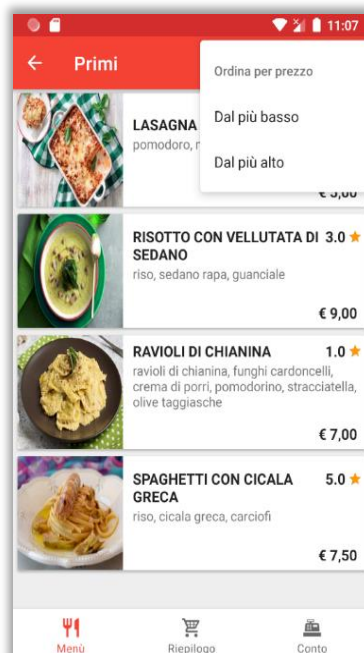 11:07
Primi
Ordina per prezzo
Dal più basso
Dal più alto
LASAGNA
pomodoro,
RISOTTO CON VELLUTATA DI 3.0
SEDANO
riso, sedano rapa, guanciale
€ 9,00
RAVIOLI DI CHIANINA 1.0
ravioli di chianina, funghi cardoncelli,
crema di porri, pomodorino, stracciatella,
olive taggiasche
€ 7,00
SPAGHETTI CON CICALA 5.0
GRECA
riso, cicala greca, carciofi
€ 7,50
Menù
Riepilogo
Conto